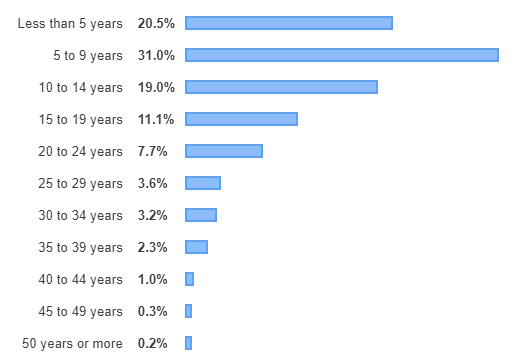 Less than 5 years 20.5%
5 to 9 years 31.0%
10 to 14 years 19.0%
15 to 19 years 11.1%
20 to 24 years 7.7%
25 to 29 years 3.6%
30 to 34 years 3.2%
35 to 39 years 2.3%
40 to 44 years 1.0%
45 to 49 years 0.3%
50 years or more 0.2%